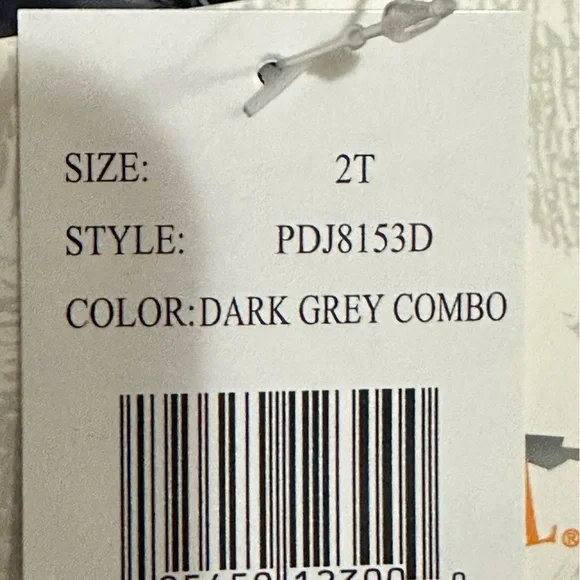 SIZE: 2T
STYLE: PDJ8153D
COLOR:DARK GREY COMBO
L®